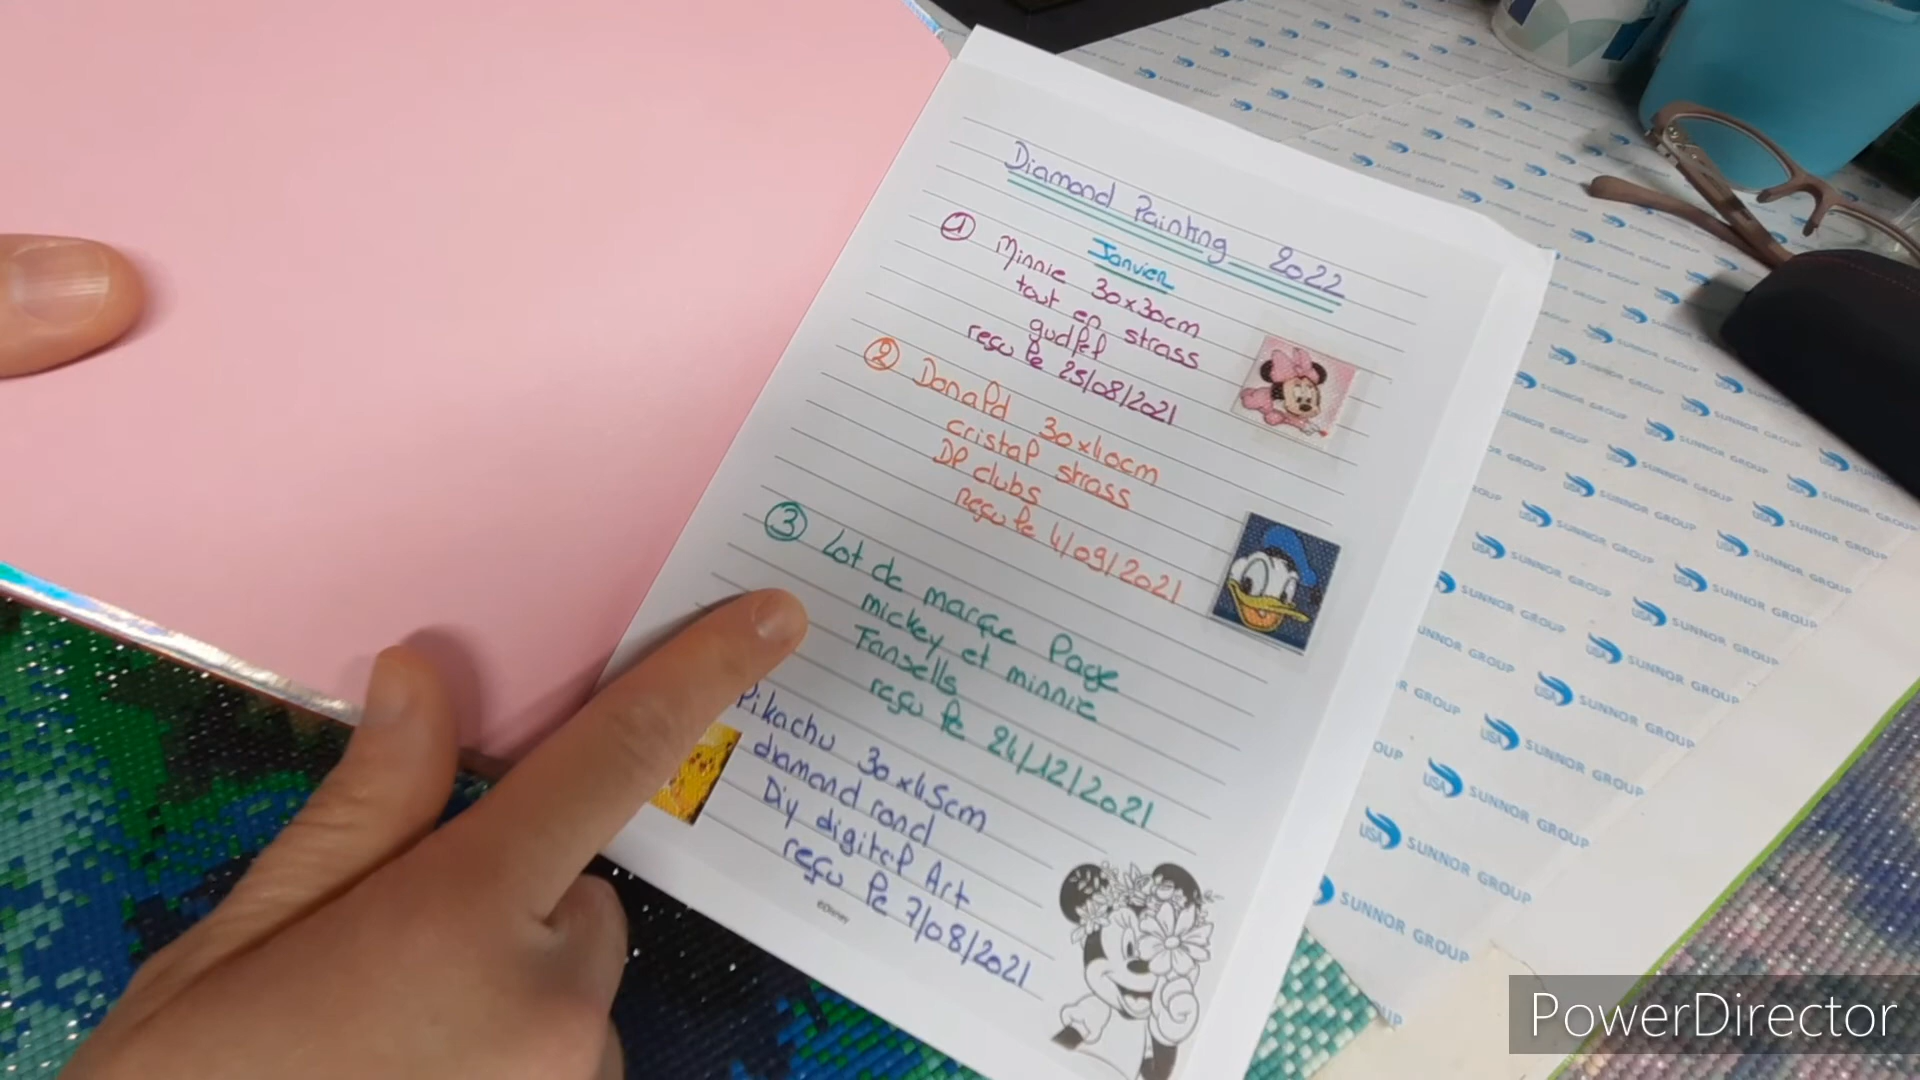 Diamond Painting 2022
Janvier
1 Minnie 30x30cm
tout en strass
gudfel
reçu le 25/08/2021
2 Donald 30x40cm
cristal strass
DP clubs
reçu le 4/09/2021
3 Lot de marque Page
mickey et minnie
Fansells
reçu le 24/12/2021
Pikachu 30x45cm
diamond rond
Diy digital Art
reçu le 7/08/2021
©Disney
USA SUNNOR GROUP
PowerDirector